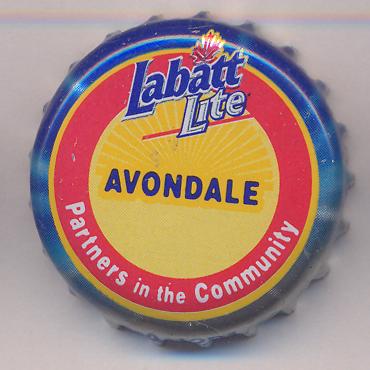 Labatt
Lite
AVONDALE
Partners in the Community